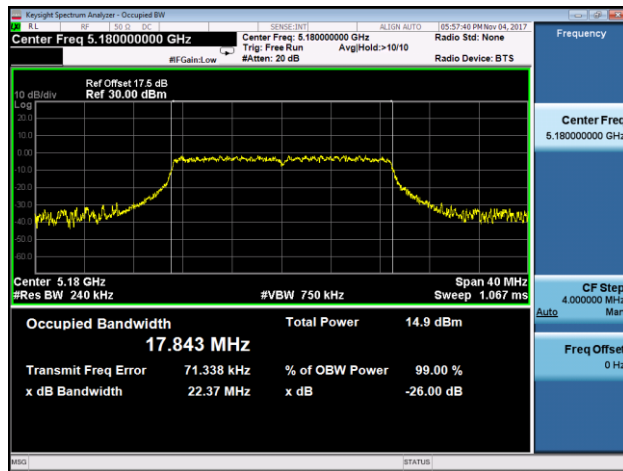 Keysight Spectrum Analyzer - Occupied BW
RL RF 50 Ω DC SENSE:INT ALIGN AUTO 05:57:40 PM Nov 04, 2017
Center Freq 5.180000000 GHz Center Freq: 5.180000000 GHz Radio Std: None
Trig: Free Run Avg|Hold:>10/10
#IFGain:Low #Atten: 20 dB Radio Device: BTS
Ref Offset 17.5 dB
10 dB/div Ref 30.00 dBm
Log
20.0
10.0
0.00
-10.0
-20.0
-30.0
-40.0
-50.0
-60.0
Center 5.18 GHz Span 40 MHz
#Res BW 240 kHz #VBW 750 kHz Sweep 1.067 ms
Occupied Bandwidth Total Power 14.9 dBm
17.843 MHz
Transmit Freq Error 71.338 kHz % of OBW Power 99.00 %
x dB Bandwidth 22.37 MHz x dB -26.00 dB
MSG STATUS
Frequency
Center Freq
5.180000000 GHz
CF Step
4.000000 MHz
Auto Man
Freq Offset
0 Hz